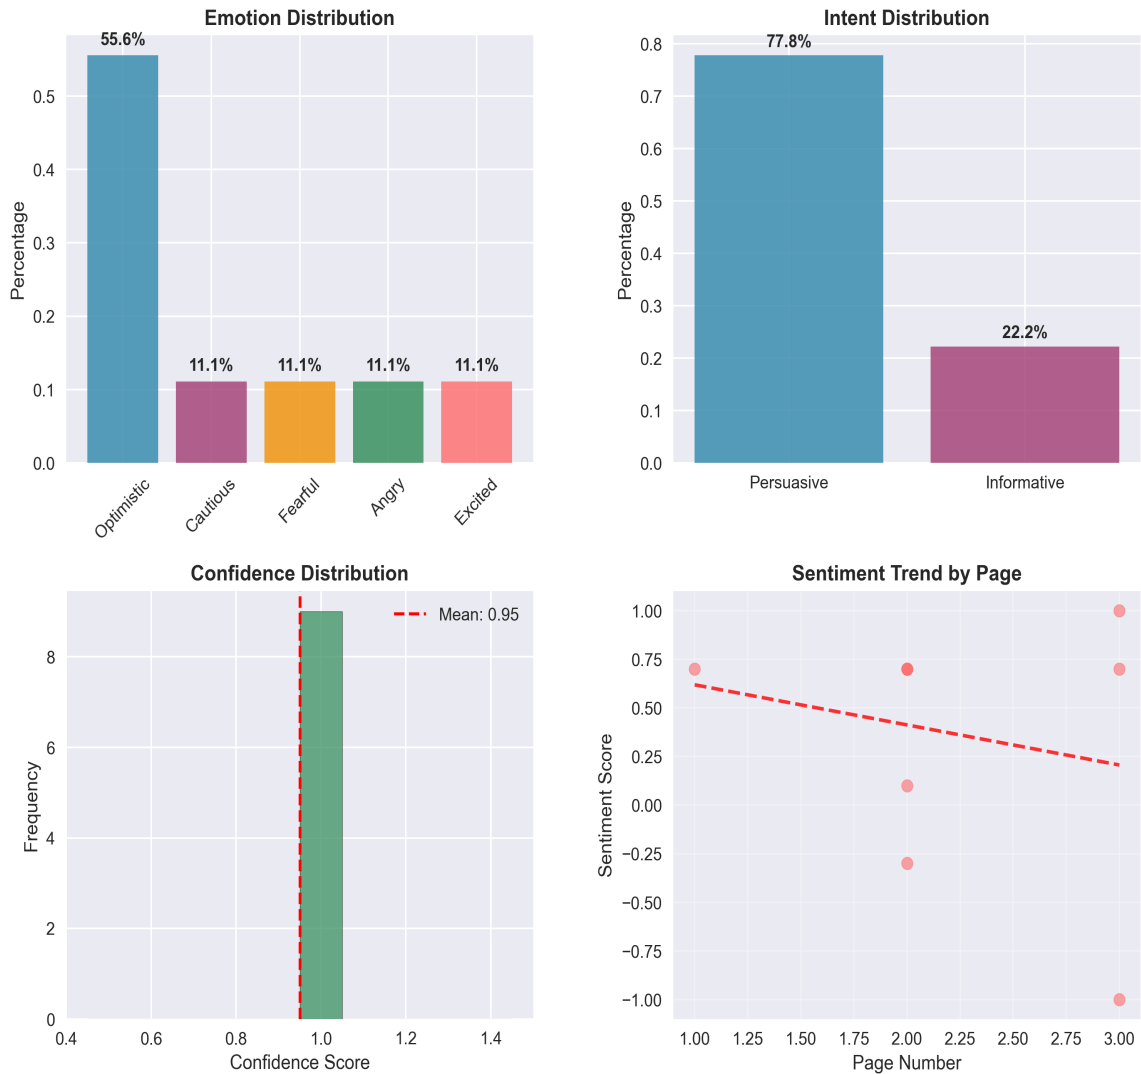 Emotion Distribution
55.6%
11.1%
11.1%
11.1%
11.1%
Percentage
0.5
0.4
0.3
0.2
0.1
0.0
Optimistic
Cautious
Fearful
Angry
Excited
Intent Distribution
77.8%
22.2%
Percentage
0.8
0.7
0.6
0.5
0.4
0.3
0.2
0.1
0.0
Persuasive
Informative
Confidence Distribution
Mean: 0.95
Frequency
8
6
4
2
0
0.4 0.6 0.8 1.0 1.2 1.4
Confidence Score
Sentiment Trend by Page
Sentiment Score
1.00
0.75
0.50
0.25
0.00
−0.25
−0.50
−0.75
−1.00
1.00 1.25 1.50 1.75 2.00 2.25 2.50 2.75 3.00
Page Number